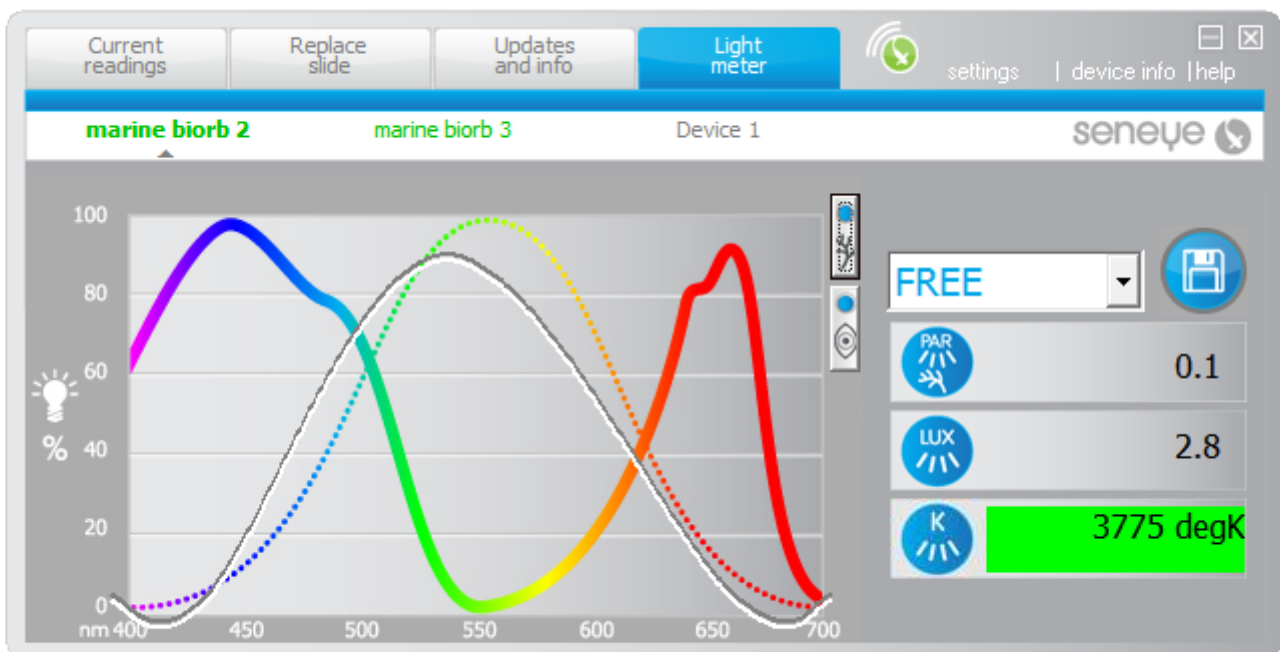 Current
readings
Replace
slide
Updates
and info
Light
meter
settings | device info | help
marine biorb 2
marine biorb 3
Device 1
seneye
100
80
60
%
40
20
0
nm 400 450 500 550 600 650 700
FREE
PAR
0.1
LUX
2.8
K
3775 degK